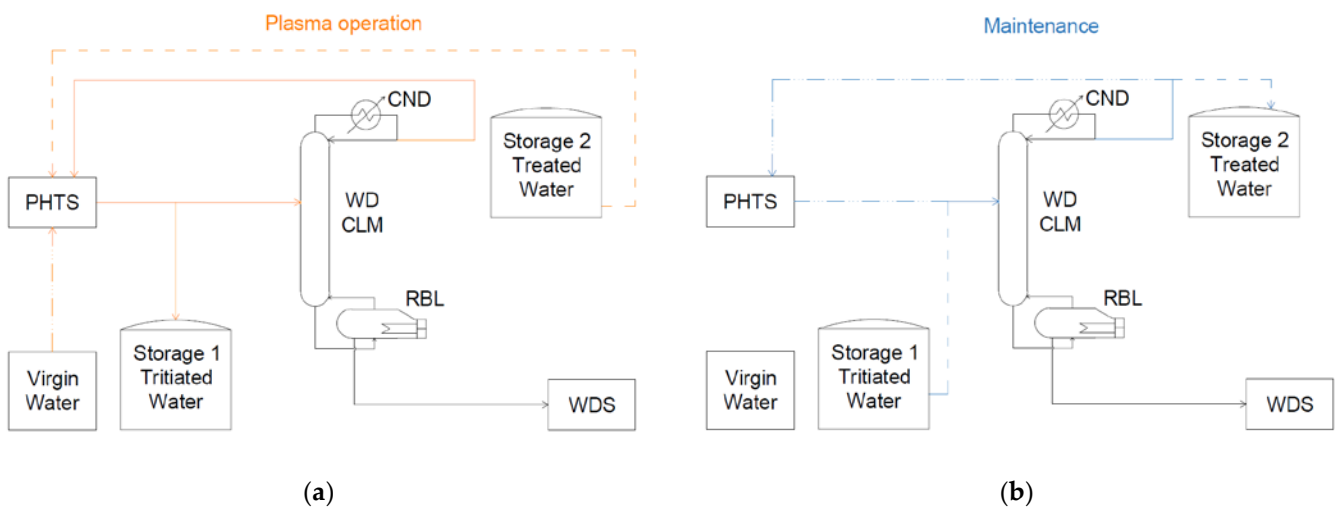 Plasma operation
CND
Storage 2
Treated
Water
PHTS
WD
CLM
RBL
Storage 1
Tritiated
Water
Virgin
Water
WDS
(a)
Maintenance
CND
Storage 2
Treated
Water
PHTS
WD
CLM
RBL
Storage 1
Tritiated
Water
Virgin
Water
WDS
(b)